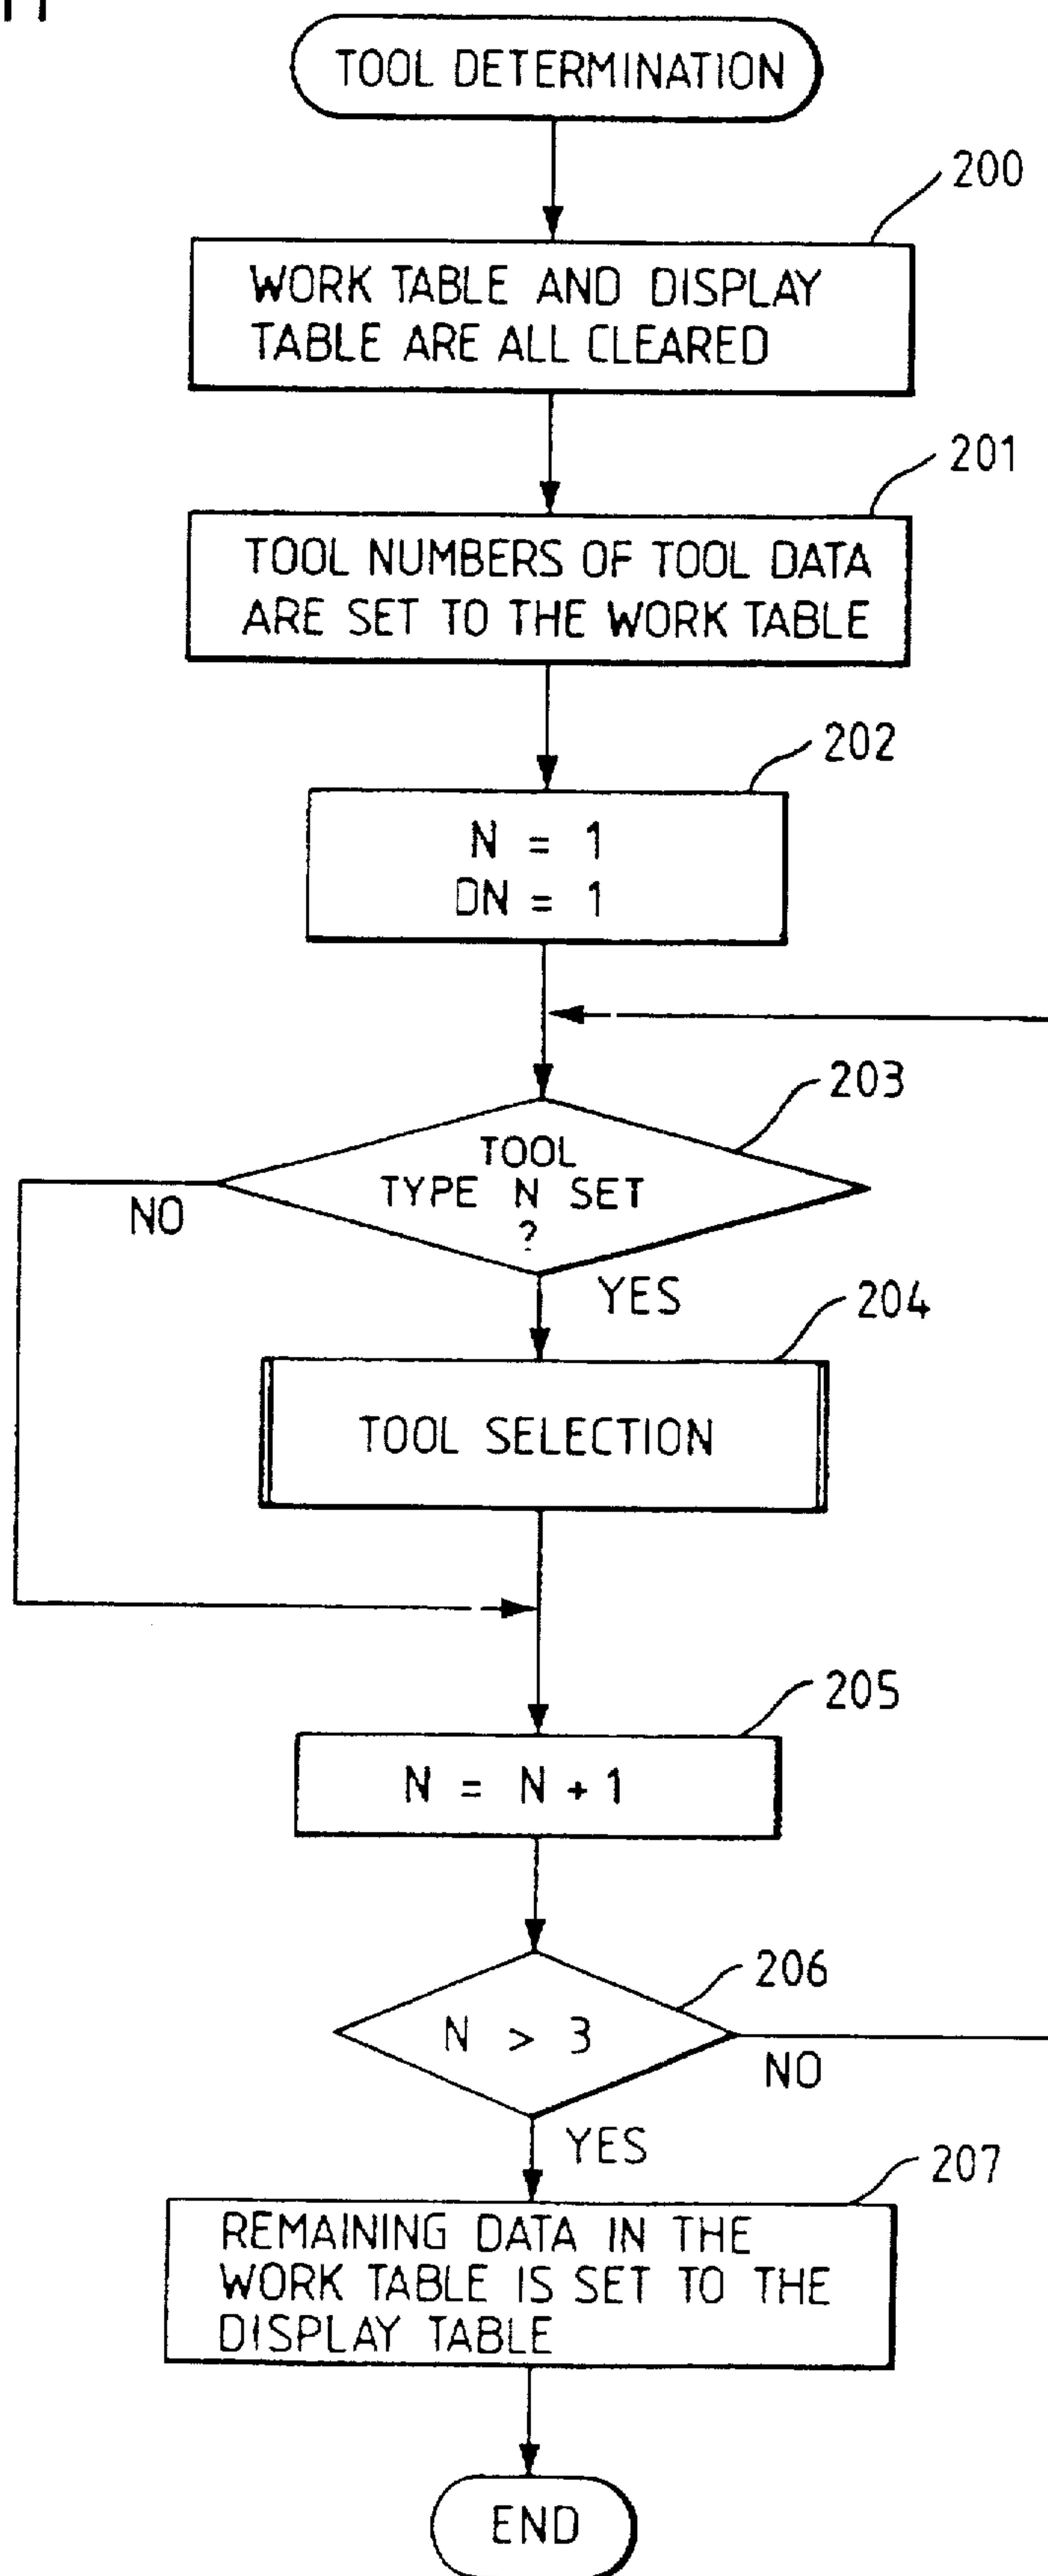 TOOL DETERMINATION
200
WORK TABLE AND DISPLAY
TABLE ARE ALL CLEARED
201
TOOL NUMBERS OF TOOL DATA
ARE SET TO THE WORK TABLE
202
N = 1
DN = 1
203
TOOL
TYPE N SET
?
NO
YES
204
TOOL SELECTION
205
N = N + 1
206
N > 3
NO
YES
207
REMAINING DATA IN THE
WORK TABLE IS SET TO THE
DISPLAY TABLE
END